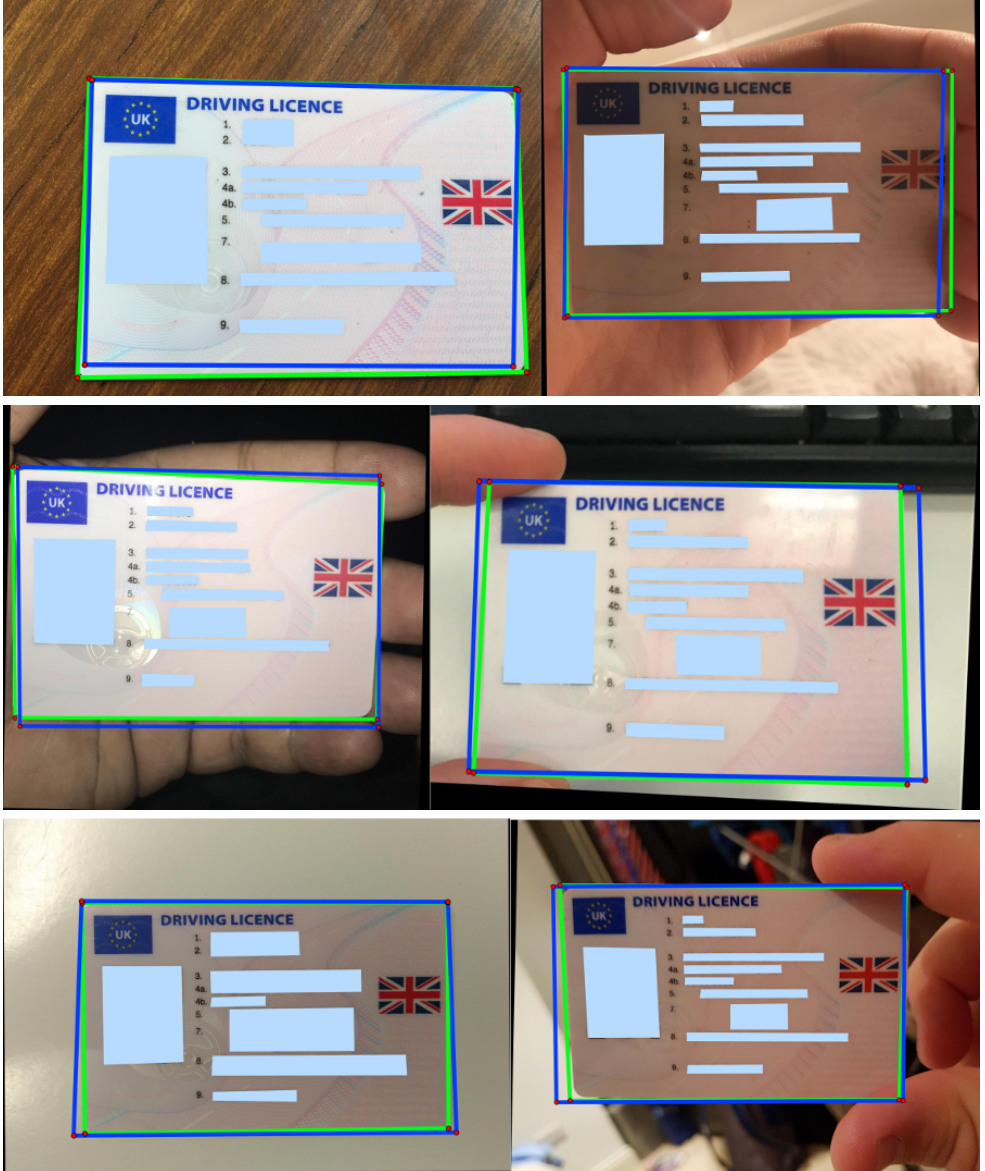 DRIVING LICENCE
UK
1.
2.
3.
4a.
4b.
5.
7.
8.
9.
DRIVING LICENCE
UK
1.
2.
3.
4a.
4b.
5.
7.
8.
9.
DRIVING LICENCE
UK
1.
2.
3.
4a.
4b.
5.
7.
8.
9.
DRIVING LICENCE
UK
1.
2.
3.
4a.
4b.
5.
7.
8.
9.
DRIVING LICENCE
UK
1.
2.
3.
4a.
4b.
5.
7.
8.
9.
DRIVING LICENCE
UK
1.
2.
3.
4a.
4b.
5.
7.
8.
9.